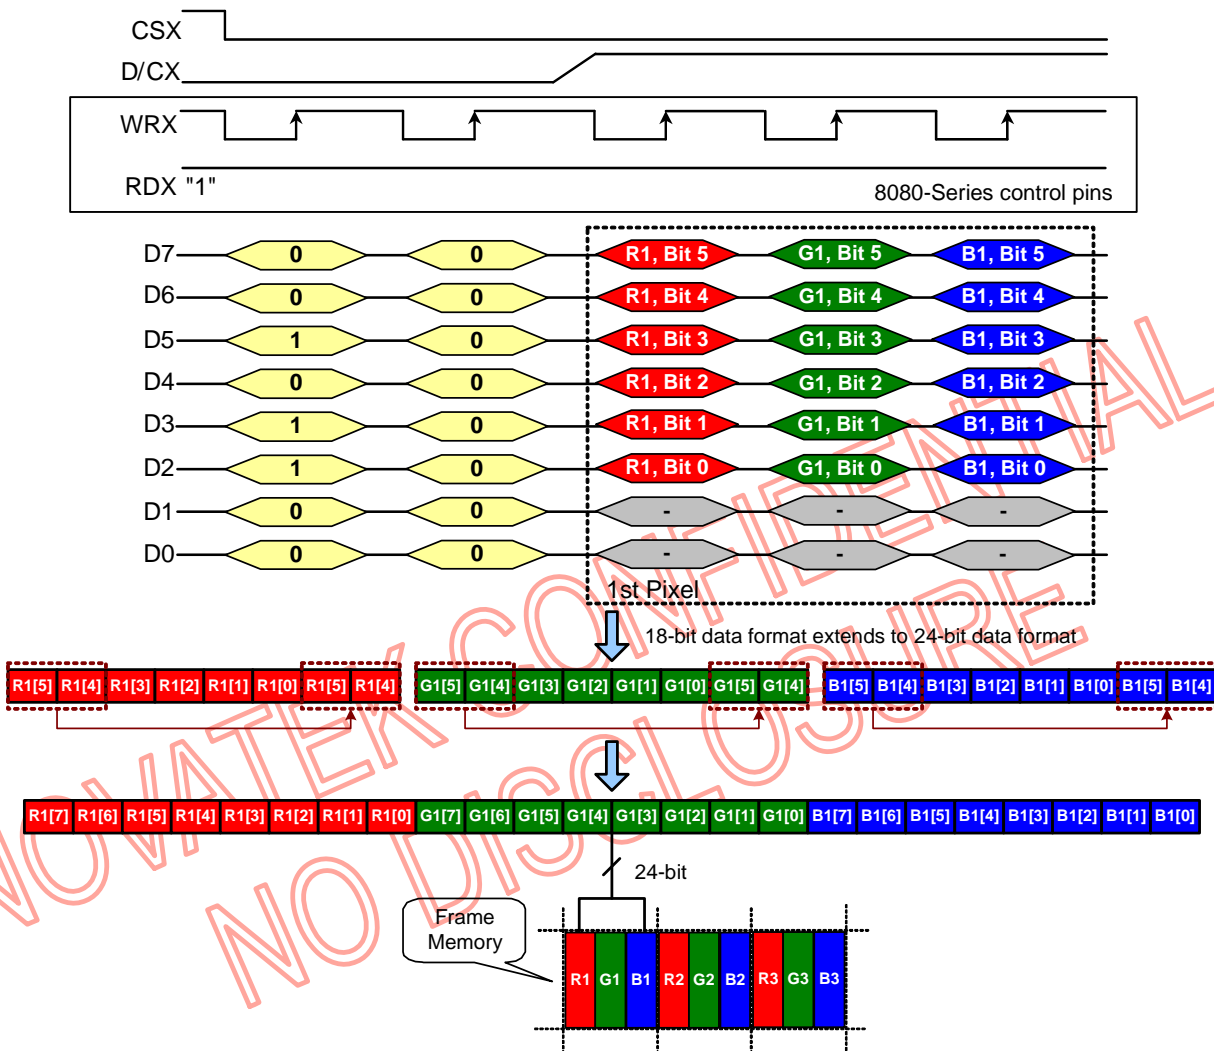 CSX
D/CX
WRX
RDX "1"
8080-Series control pins
D7 0 0 R1, Bit 5 G1, Bit 5 B1, Bit 5
D6 0 0 R1, Bit 4 G1, Bit 4 B1, Bit 4
D5 1 0 R1, Bit 3 G1, Bit 3 B1, Bit 3
D4 0 0 R1, Bit 2 G1, Bit 2 B1, Bit 2
D3 1 0 R1, Bit 1 G1, Bit 1 B1, Bit 1
D2 1 0 R1, Bit 0 G1, Bit 0 B1, Bit 0
D1 0 0 - - -
D0 0 0 - - -
1st Pixel
18-bit data format extends to 24-bit data format
R1[5] R1[4] R1[3] R1[2] R1[1] R1[0] R1[5] R1[4] G1[5] G1[4] G1[3] G1[2] G1[1] G1[0] G1[5] G1[4] B1[5] B1[4] B1[3] B1[2] B1[1] B1[0] B1[5] B1[4]
R1[7] R1[6] R1[5] R1[4] R1[3] R1[2] R1[1] R1[0] G1[7] G1[6] G1[5] G1[4] G1[3] G1[2] G1[1] G1[0] B1[7] B1[6] B1[5] B1[4] B1[3] B1[2] B1[1] B1[0]
24-bit
Frame
Memory
R1 G1 B1 R2 G2 B2 R3 G3 B3
NOVATEK CONFIDENTIAL
NO DISCLOSURE